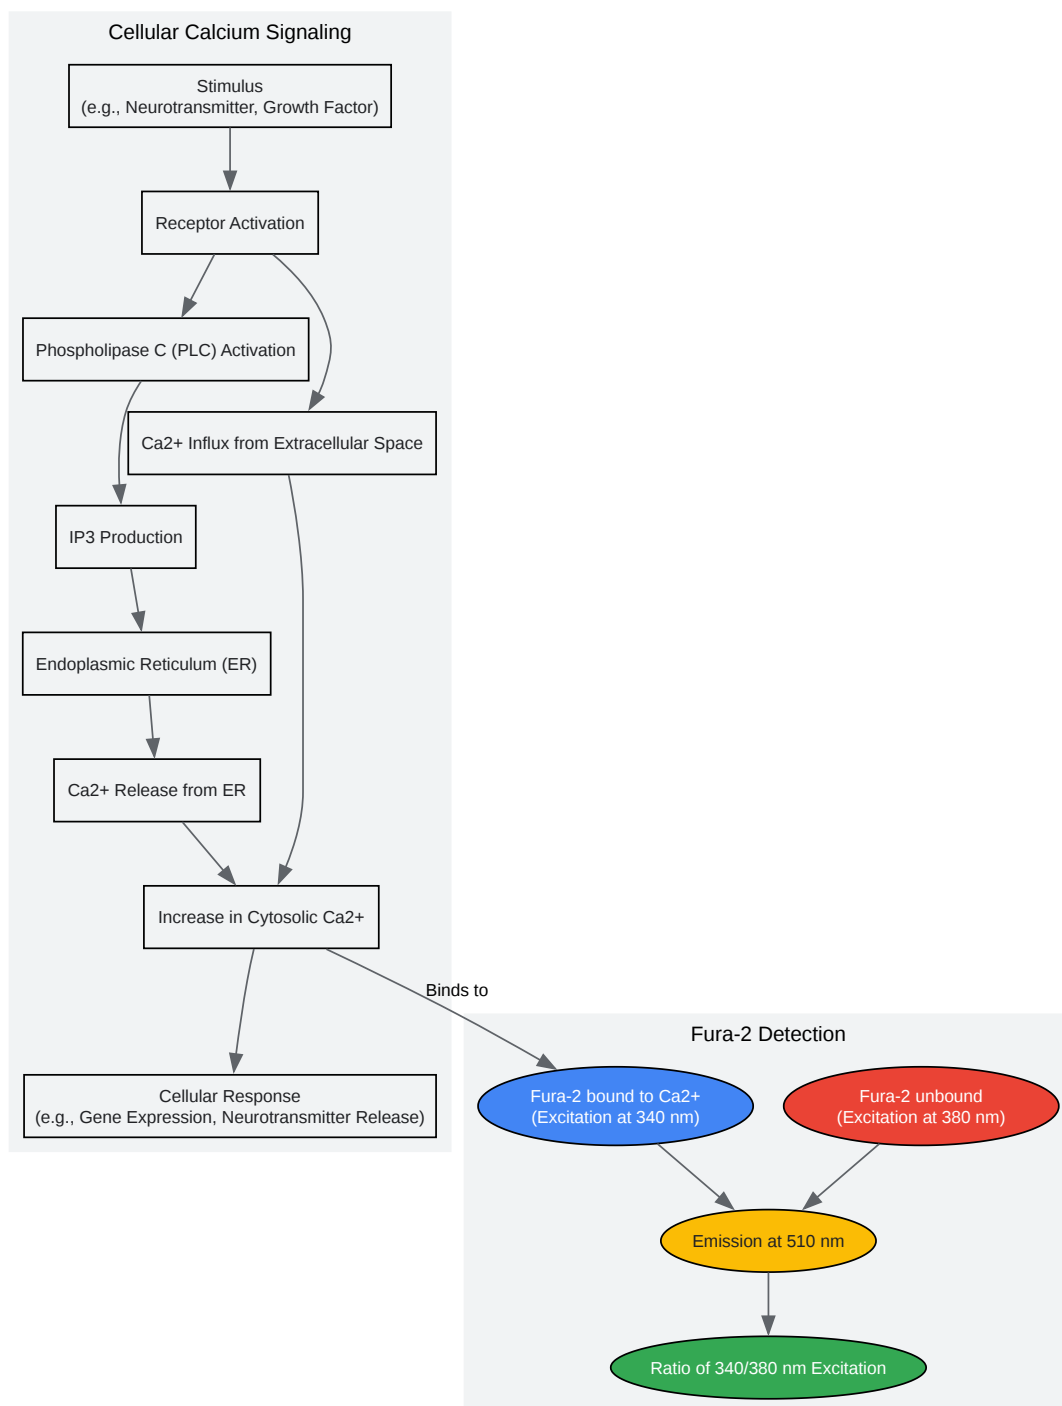 Cellular Calcium Signaling
Stimulus
(e.g., Neurotransmitter, Growth Factor)
Receptor Activation
Phospholipase C (PLC) Activation
Ca2+ Influx from Extracellular Space
IP3 Production
Endoplasmic Reticulum (ER)
Ca2+ Release from ER
Increase in Cytosolic Ca2+
Binds to
Cellular Response
(e.g., Gene Expression, Neurotransmitter Release)
Fura-2 Detection
Fura-2 bound to Ca2+
(Excitation at 340 nm)
Fura-2 unbound
(Excitation at 380 nm)
Emission at 510 nm
Ratio of 340/380 nm Excitation